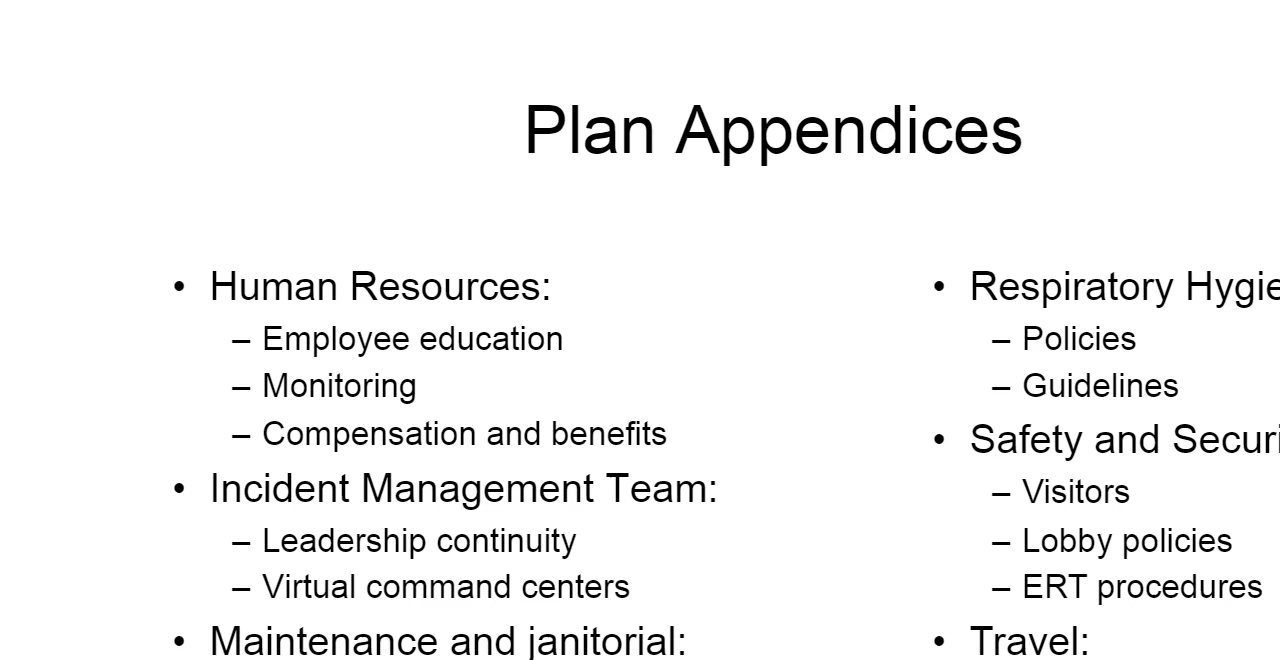 Plan Appendices
• Human Resources:
– Employee education
– Monitoring
– Compensation and benefits
• Incident Management Team:
– Leadership continuity
– Virtual command centers
• Maintenance and janitorial:
• Respiratory Hygie
– Policies
– Guidelines
• Safety and Securi
– Visitors
– Lobby policies
– ERT procedures
• Travel: